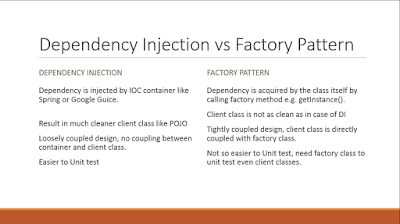 Dependency Injection vs Factory Pattern
DEPENDENCY INJECTION
Dependency is injected by IOC container like
Spring or Google Guice.
Result in much cleaner client class like POJO
Loosely coupled design, no coupling between
container and client class.
Easier to Unit test
FACTORY PATTERN
Dependency is acquired by the class itself by
calling factory method e.g. getInstance().
Client class is not as clean as in case of DI
Tightly coupled design, client class is directly
coupled with factory class.
Not so easier to Unit test, need factory class to
unit test even client classes.